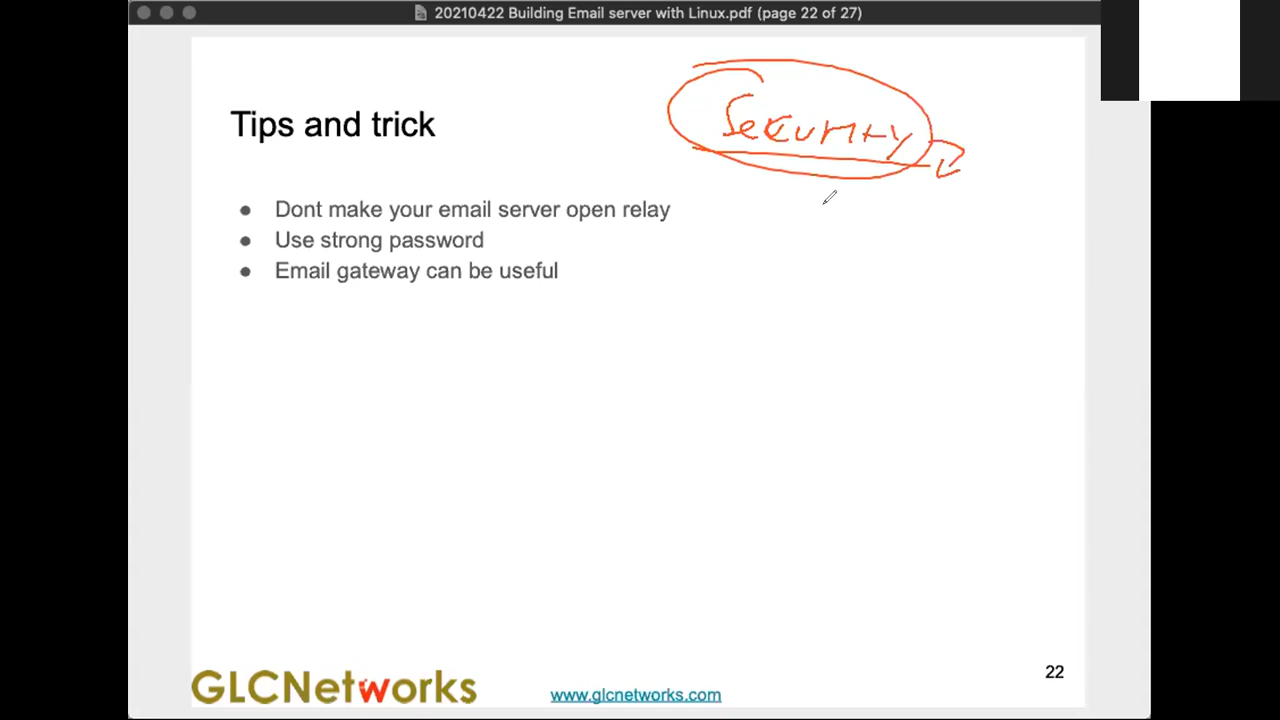 20210422 Building Email server with Linux.pdf (page 22 of 27)
Security
Tips and trick
● Dont make your email server open relay
● Use strong password
● Email gateway can be useful
22
GLCNetworks
www.glcnetworks.com